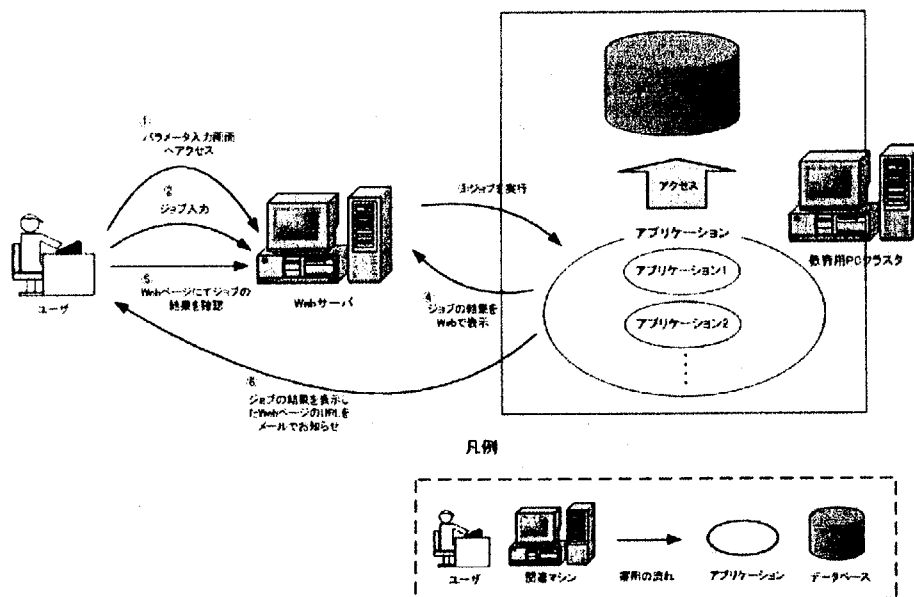 ①
パラメータ入力画面
へアクセス
②
ジョブ入力
③ジョブを実行
アクセス
アプリケーション
アプリケーション1
アプリケーション2
教育用PCクラスタ
ユーザ
⑤
Webページにてジョブの
結果を確認
Webサーバ
④
ジョブの結果を
Webで表示
⑥
ジョブの結果を表示し
たWebページのURLを
メールでお知らせ
凡例
ユーザ
関連マシン
の流れ
アプリケーション
データベース